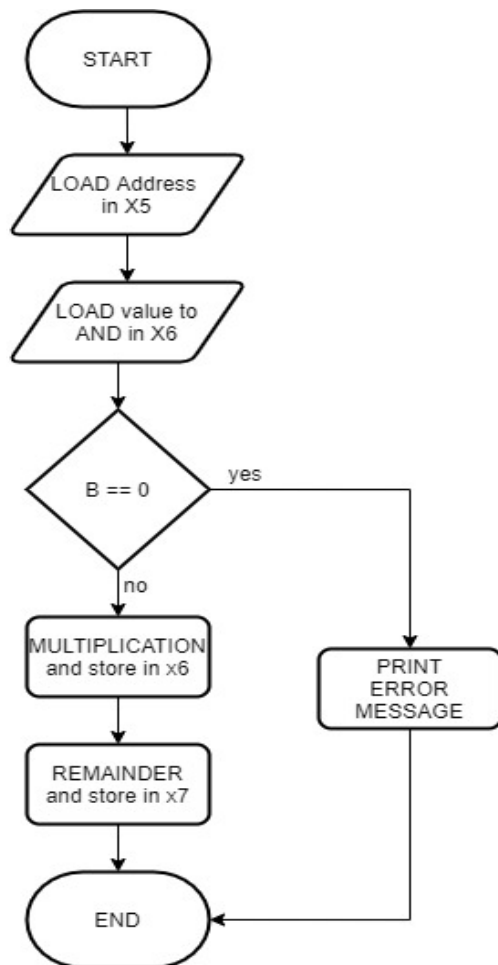 START
LOAD Address
in X5
LOAD value to
AND in X6
B == 0
yes
no
MULTIPLICATION
and store in x6
PRINT
ERROR
MESSAGE
REMAINDER
and store in x7
END